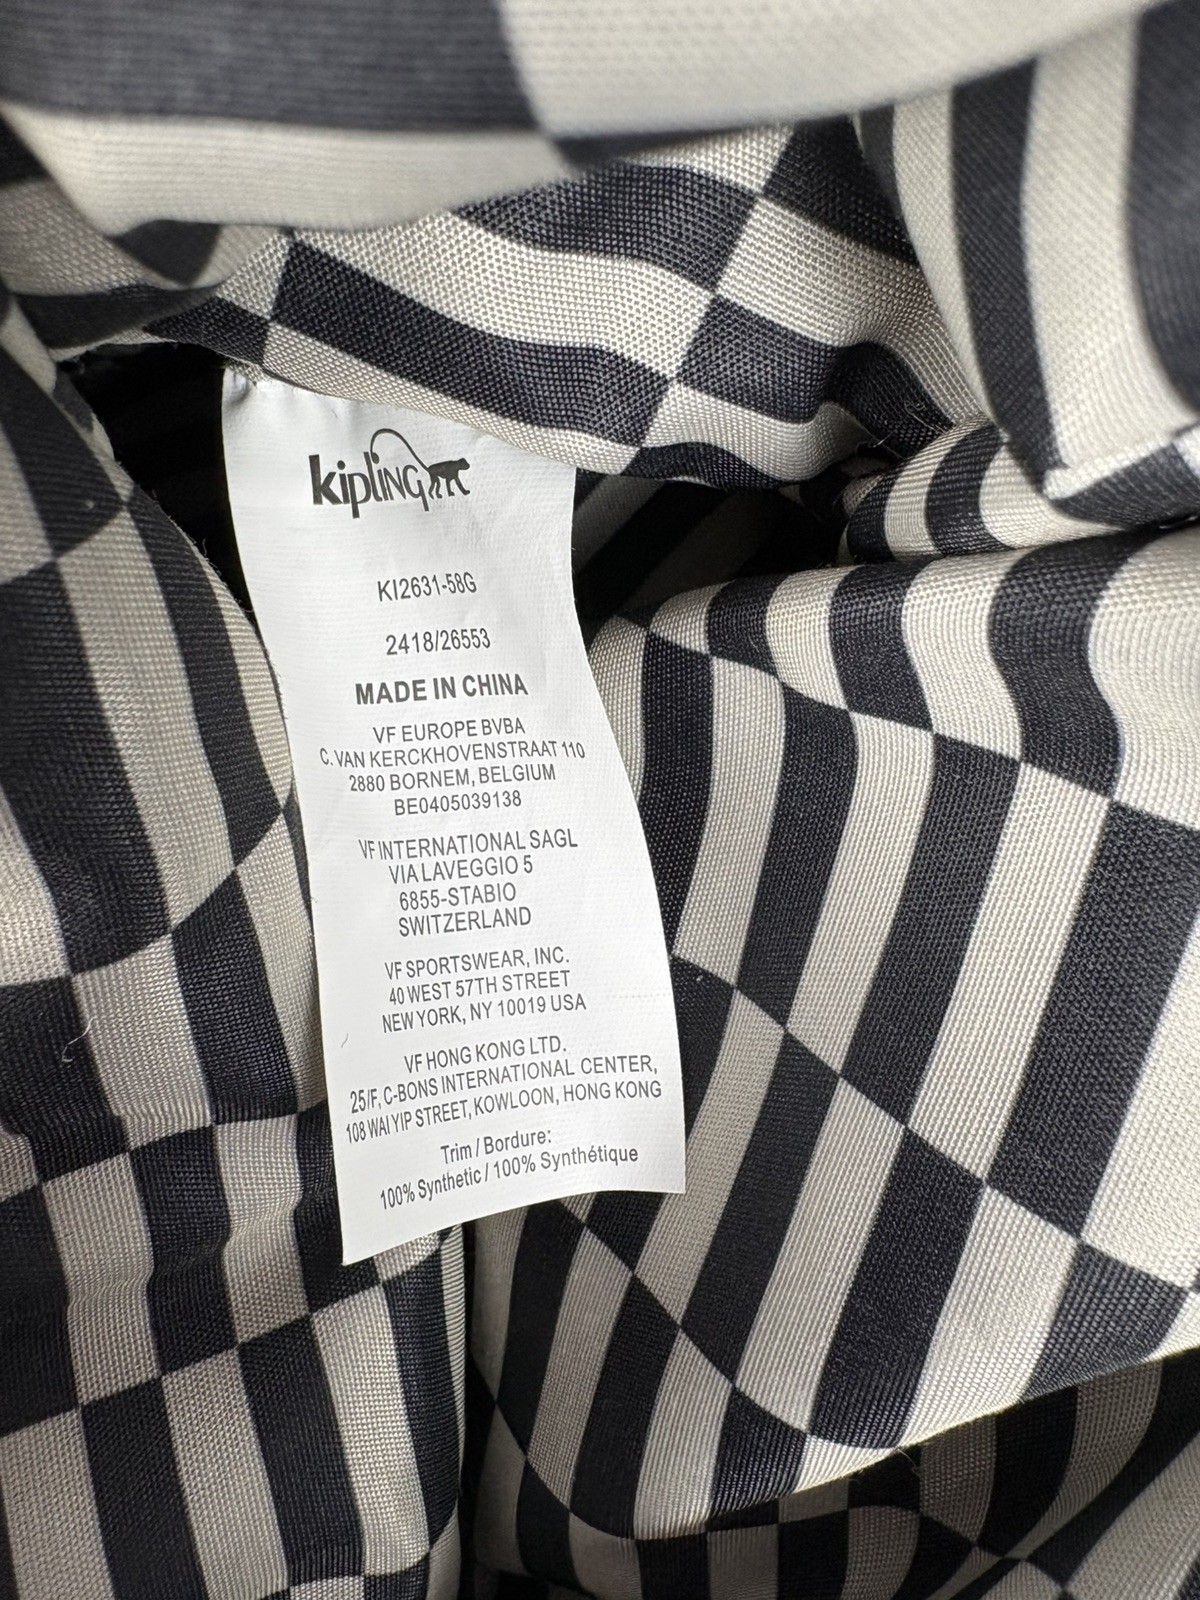 kipling
KI2631-58G
2418/26553
MADE IN CHINA
VF EUROPE BVBA
C. VAN KERCKHOVENSTRAAT 110
2880 BORNEM, BELGIUM
BE0405039138
VF INTERNATIONAL SAGL
VIA LAVEGGIO 5
6855-STABIO
SWITZERLAND
VF SPORTSWEAR, INC.
40 WEST 57TH STREET
NEW YORK, NY 10019 USA
VF HONG KONG LTD.
25/F, C-BONS INTERNATIONAL CENTER,
108 WAI YIP STREET, KOWLOON, HONG KONG
Trim / Bordure:
100% Synthetic / 100% Synthétique